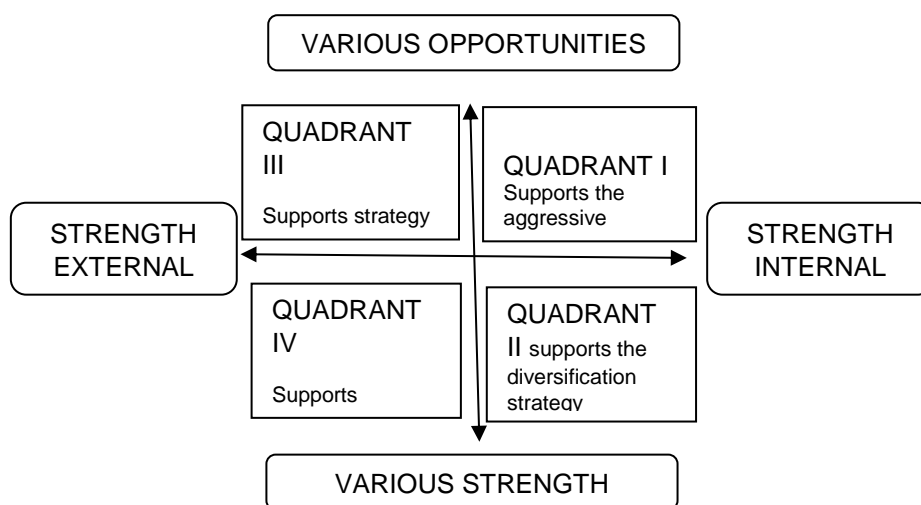 VARIOUS OPPORTUNITIES
QUADRANT
III
Supports strategy
QUADRANT I
Supports the
aggressive
STRENGTH
EXTERNAL
STRENGTH
INTERNAL
QUADRANT
IV
Supports
QUADRANT
II supports the
diversification
strategy
VARIOUS STRENGTH